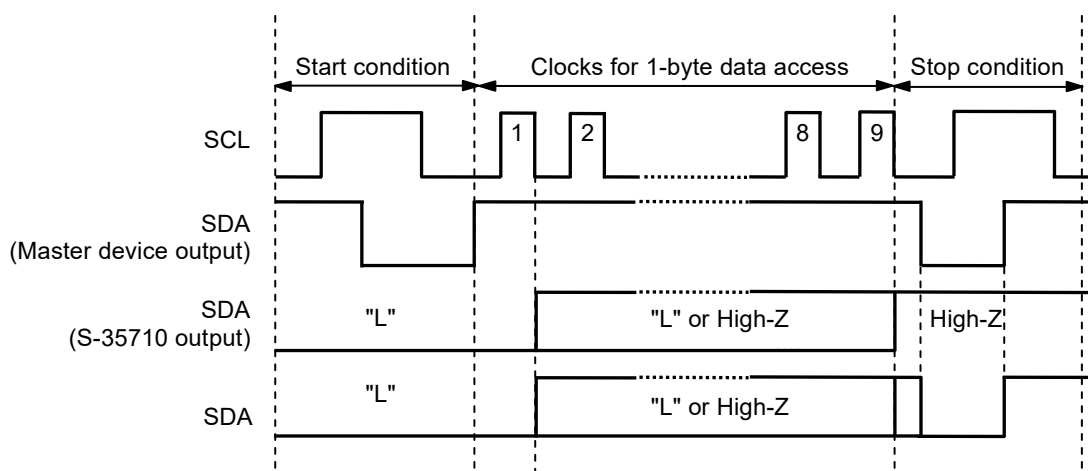 Start condition
Clocks for 1-byte data access
Stop condition
SCL
1
2
8
9
SDA
(Master device output)
SDA
(S-35710 output)
"L"
"L" or High-Z
High-Z
SDA
"L"
"L" or High-Z